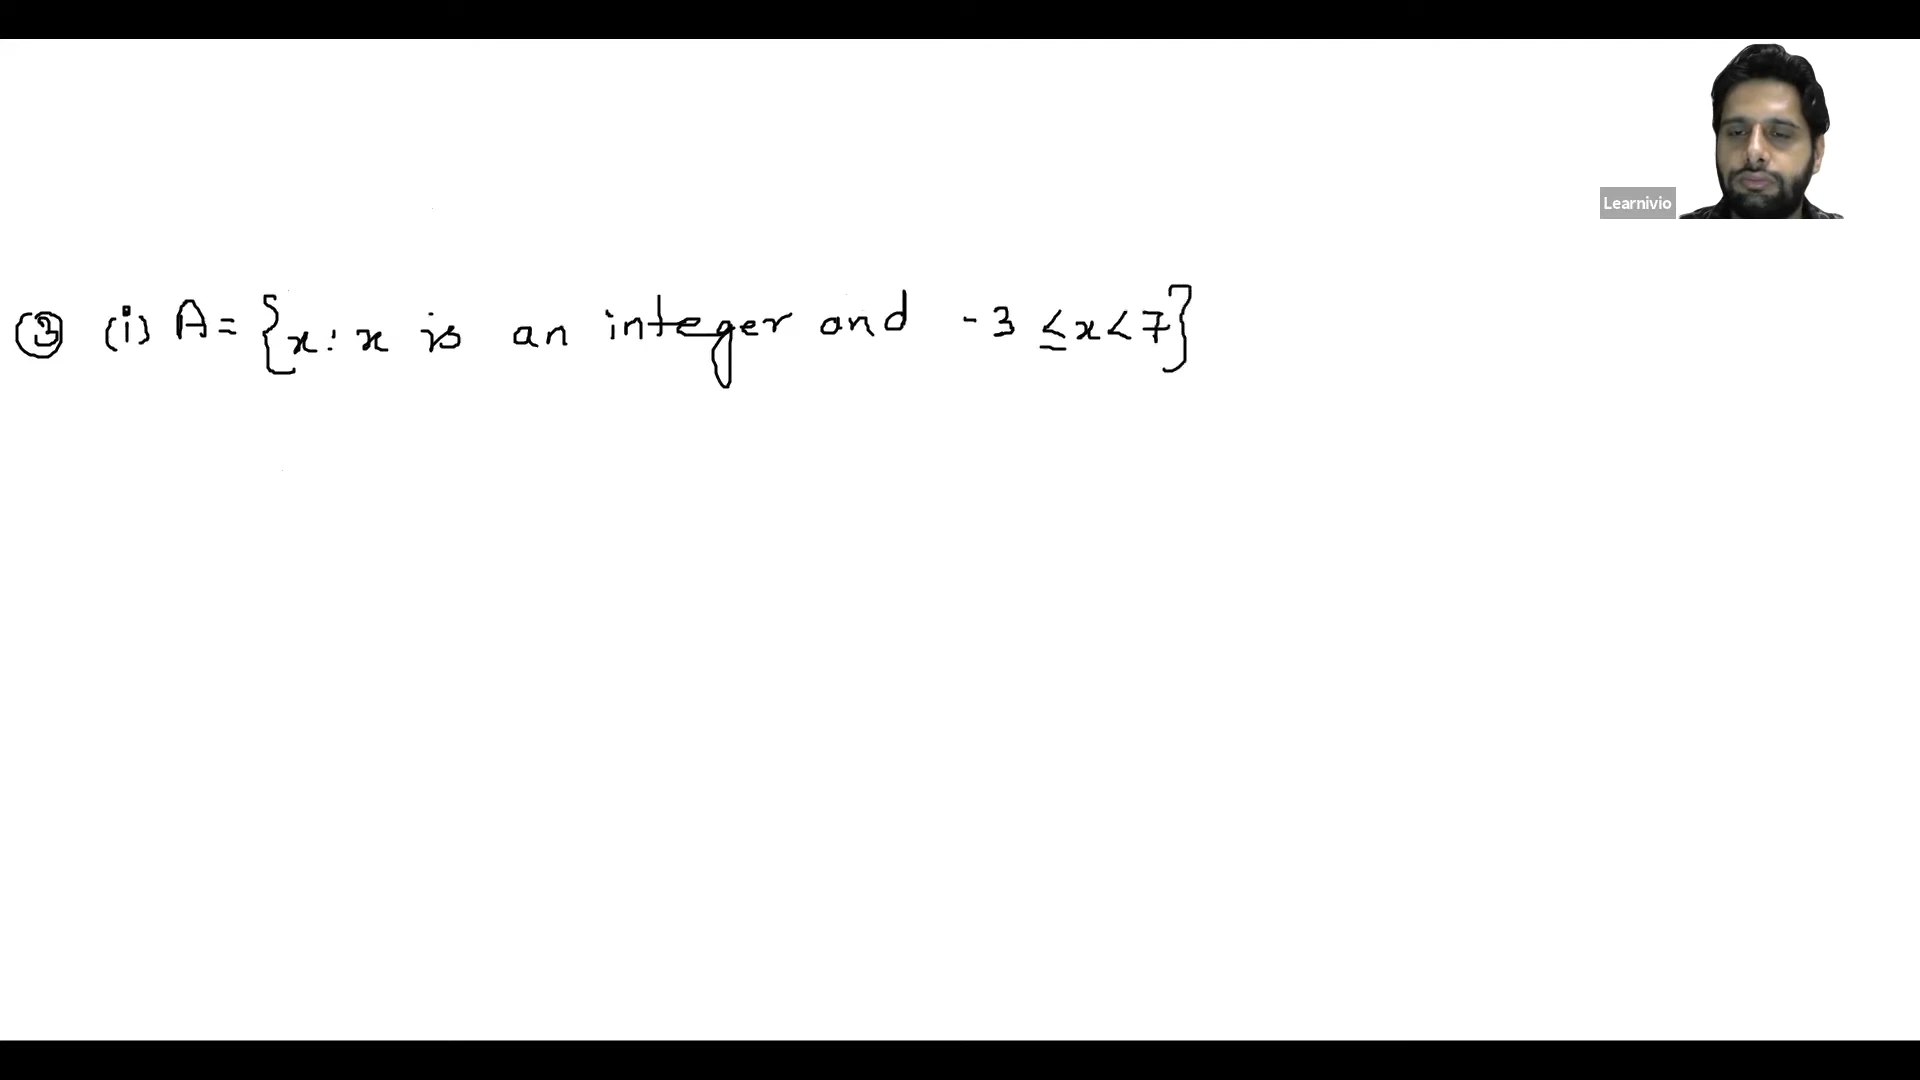 Learnivio
③ (i) A = {x : x is an integer and -3 ≤ x < 7}